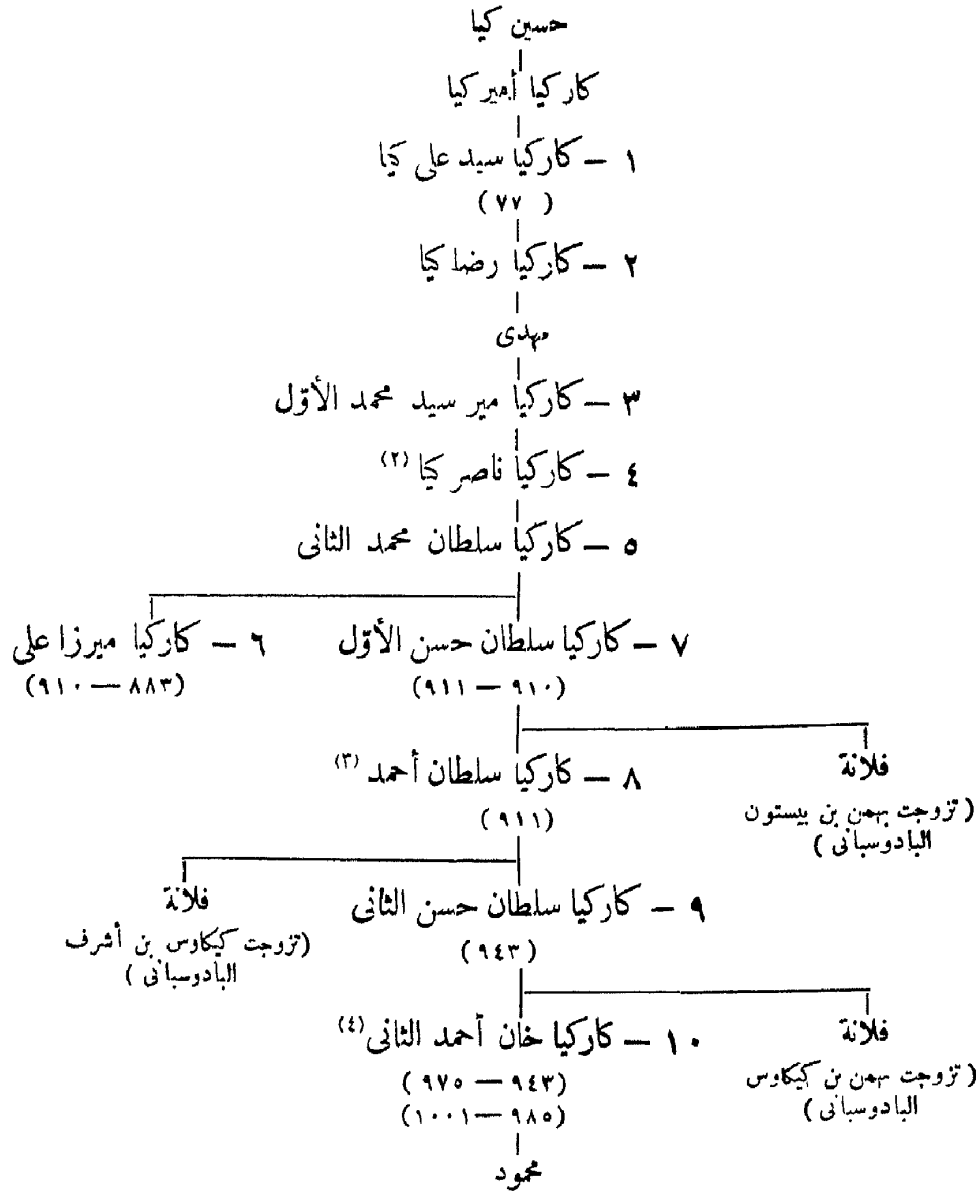 حسين كيا
كاركيا أمير كيا
١ — كاركيا سيد على كيا
( ٧٧ )
٢ — كاركيا رضا كيا
مهدى
٣ — كاركيا مير سيد محمد الأوّل
٤ — كاركيا ناصر كيا (٢)
٥ — كاركيا سلطان محمد الثانى
٧ — كاركيا سلطان حسن الأوّل
(٩١٠ — ٩١١)
٦ — كاركيا ميرزا على
(٨٨٣ — ٩١٠)
فلانة
(تزوجت بهمن بن بيستون
البادوسبانى)
٨ — كاركيا سلطان أحمد (٣)
(٩١١)
٩ — كاركيا سلطان حسن الثانى
(٩٤٣)
فلانة
(تزوجت كيكاوس بن أشرف
البادوسبانى)
فلانة
(تزوجت بهمن بن كيكاوس
البادوسبانى)
١٠ — كاركيا خان أحمد الثانى (٤)
(٩٤٣ — ٩٧٥)
(٩٨٥ — ١٠٠١)
محمود